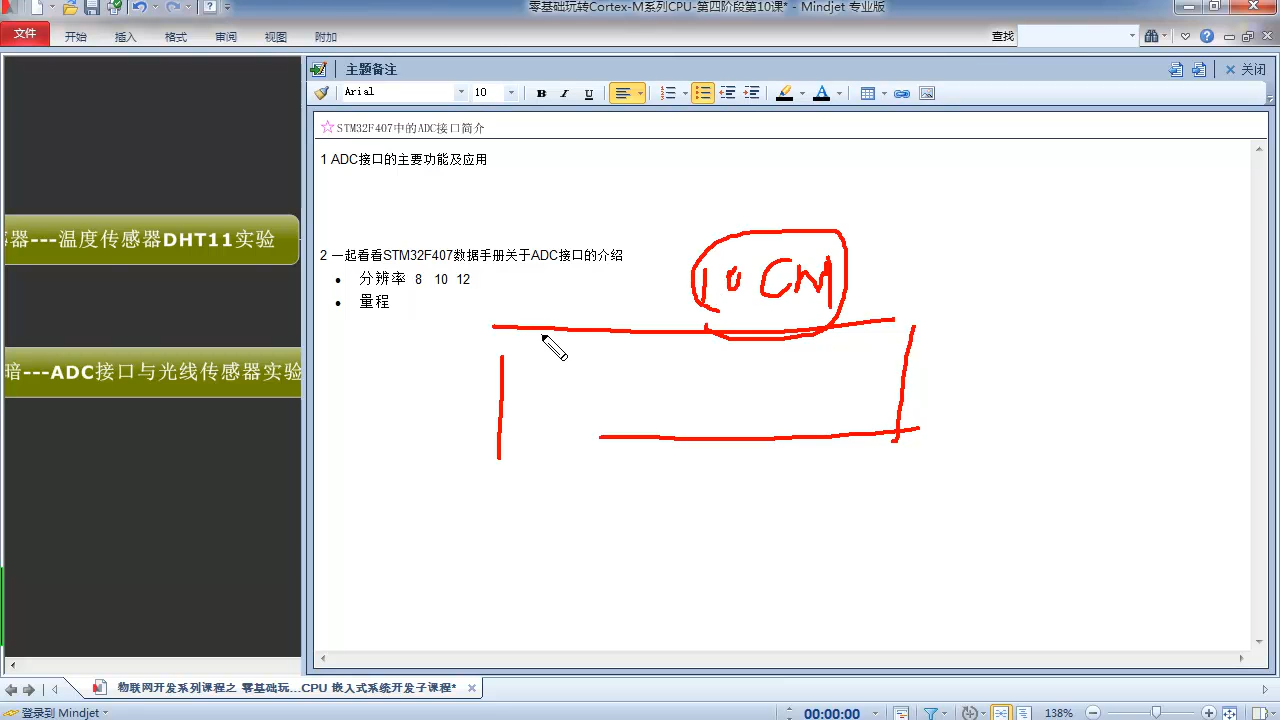 零基础玩转Cortex-M系列CPU-第四阶段第10课* - Mindjet 专业版
文件 开始 插入 格式 审阅 视图 附加 查找
主题备注 关闭
Arial 10 B I U A
☆STM32F407中的ADC接口简介
1 ADC接口的主要功能及应用
器---温度传感器DHT11实验
2 一起看看STM32F407数据手册关于ADC接口的介绍
• 分辨率 8 10 12
• 量程
10 CM
暗---ADC接口与光线传感器实验
物联网开发系列课程之 零基础玩...CPU 嵌入式系统开发子课程*
登录到 Mindjet 00:00:00 138%